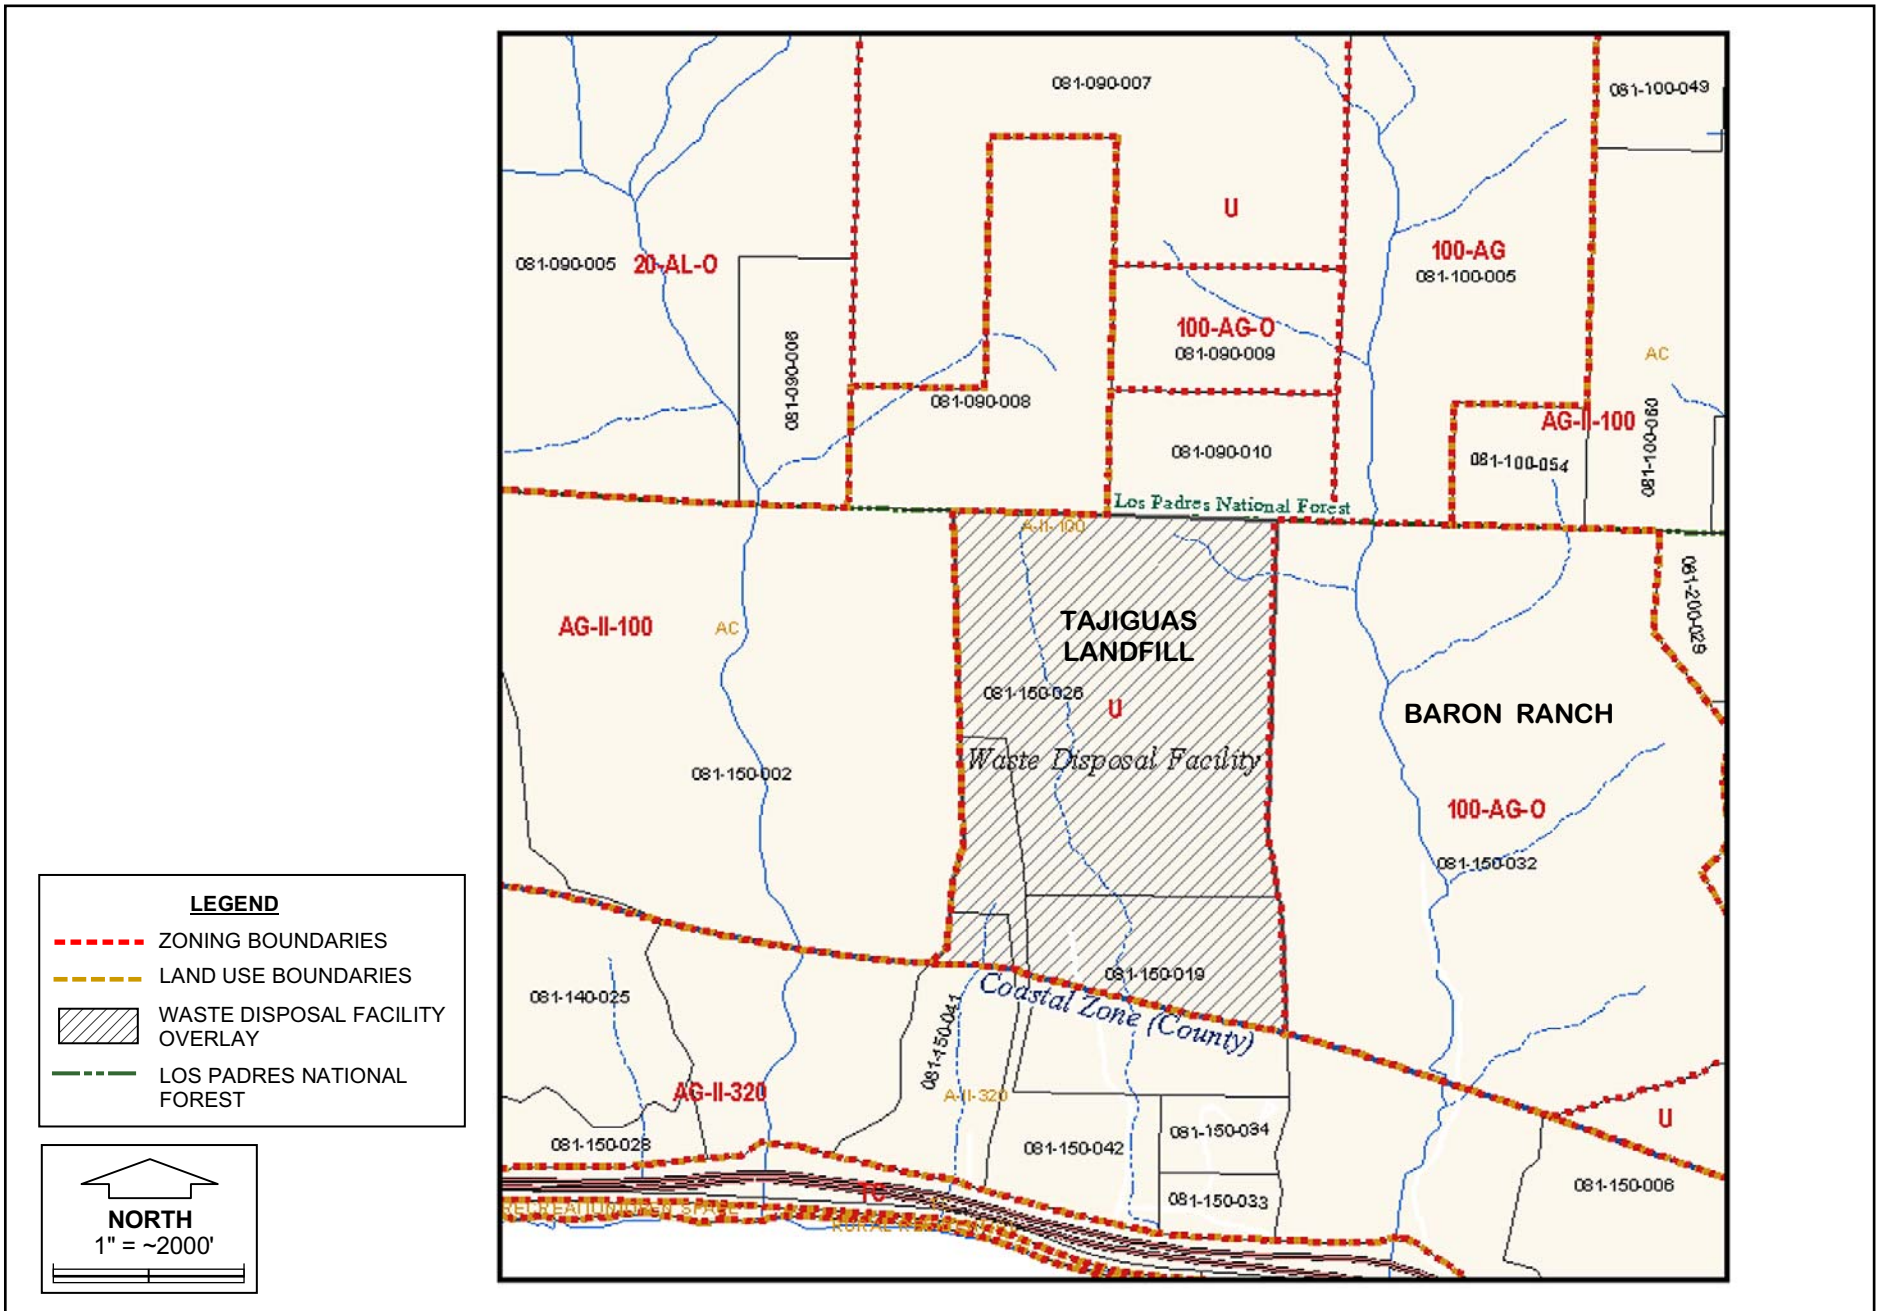 081-090-007
081-100-049
U
081-090-005
20-AL-O
100-AG
081-100-005
081-090-006
100-AG-O
081-090-009
AC
081-090-008
AG-II-100
081-100-090
081-090-010
081-100-054
Los Padres National Forest
A-II-100
081-200-029
TAJIGUAS
LANDFILL
AG-II-100
AC
081-150-026
U
BARON RANCH
Waste Disposal Facility
081-150-002
100-AG-O
081-150-032
081-150-019
081-140-025
Coastal Zone (County)
081-150-041
AG-II-320
A-II-320
U
081-150-034
081-150-028
081-150-042
TC
081-150-006
081-150-033
LEGEND
ZONING BOUNDARIES
LAND USE BOUNDARIES
WASTE DISPOSAL FACILITY
OVERLAY
LOS PADRES NATIONAL
FOREST
NORTH
1" = ~2000'